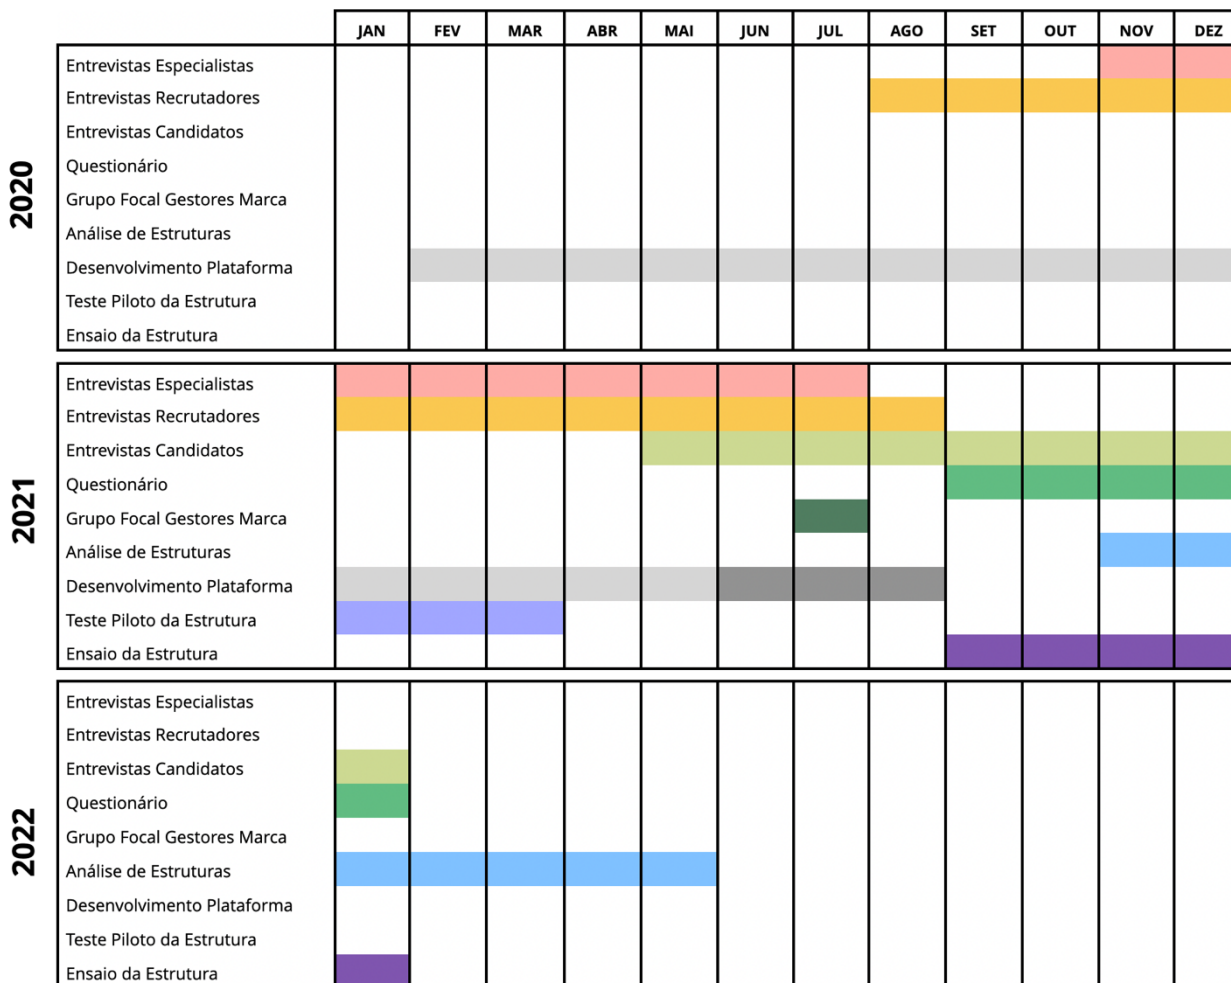 JAN FEV MAR ABR MAI JUN JUL AGO SET OUT NOV DEZ
2020
Entrevistas Especialistas
Entrevistas Recrutadores
Entrevistas Candidatos
Questionário
Grupo Focal Gestores Marca
Análise de Estruturas
Desenvolvimento Plataforma
Teste Piloto da Estrutura
Ensaio da Estrutura
2021
Entrevistas Especialistas
Entrevistas Recrutadores
Entrevistas Candidatos
Questionário
Grupo Focal Gestores Marca
Análise de Estruturas
Desenvolvimento Plataforma
Teste Piloto da Estrutura
Ensaio da Estrutura
2022
Entrevistas Especialistas
Entrevistas Recrutadores
Entrevistas Candidatos
Questionário
Grupo Focal Gestores Marca
Análise de Estruturas
Desenvolvimento Plataforma
Teste Piloto da Estrutura
Ensaio da Estrutura